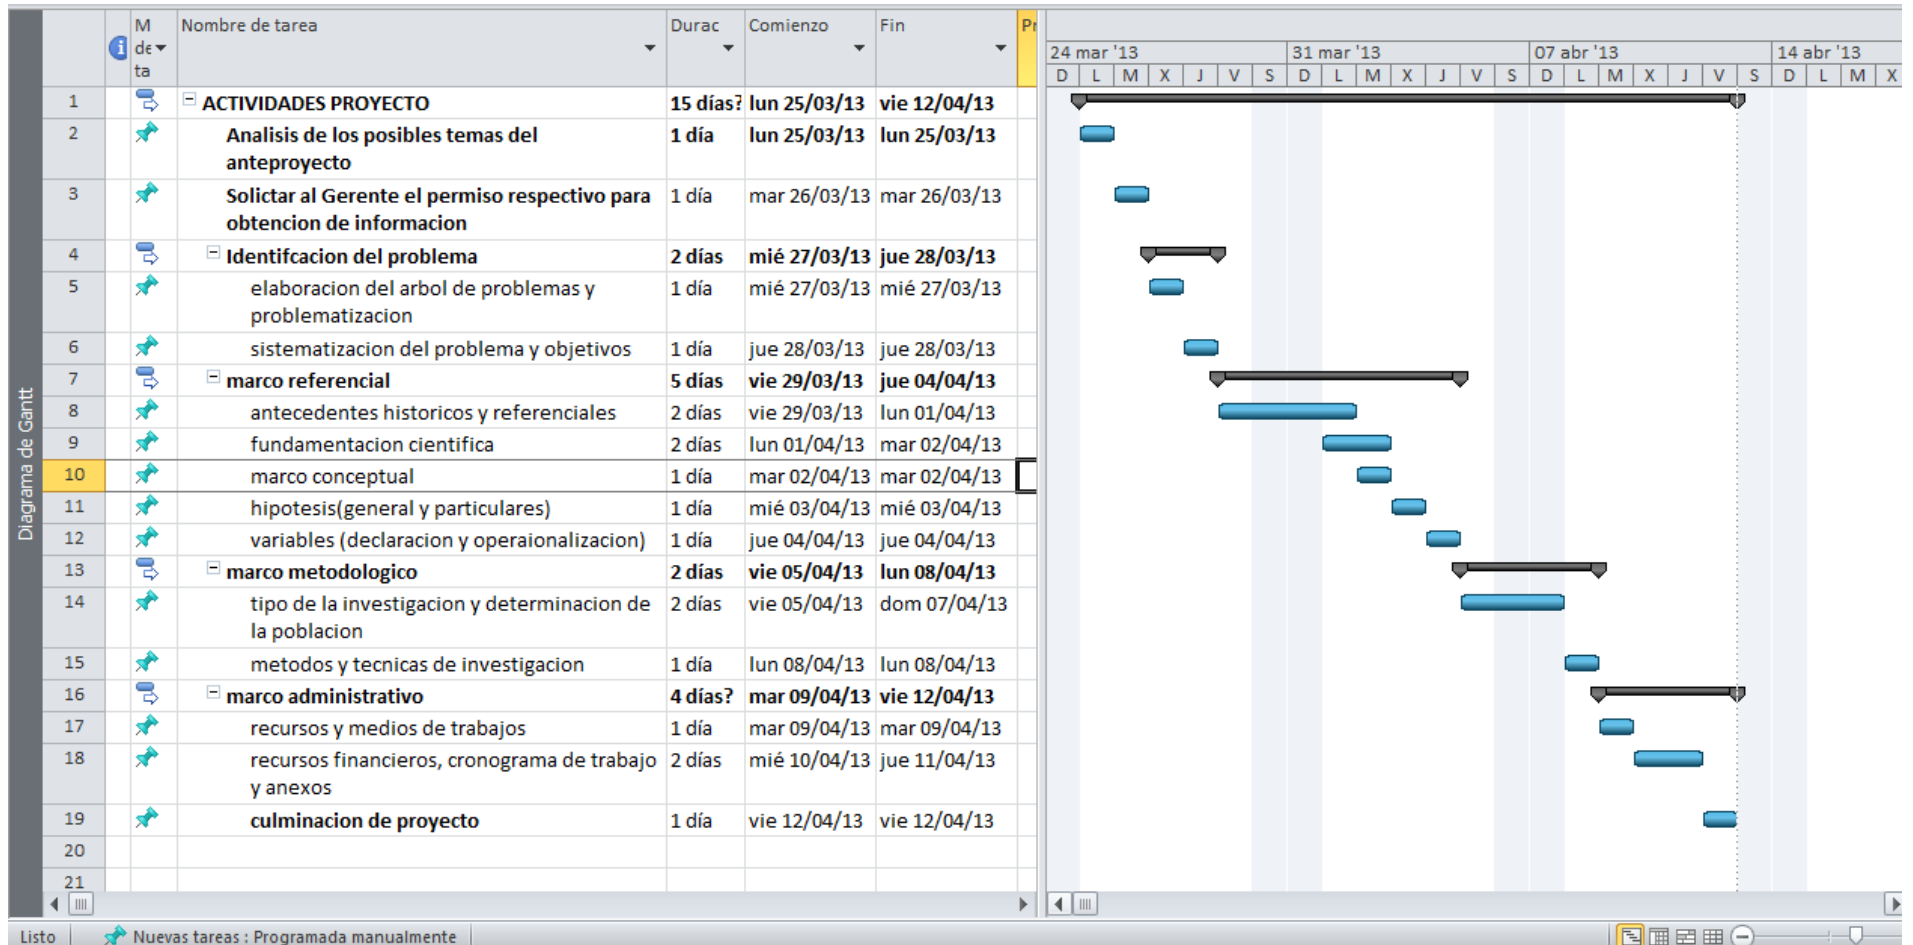 M
de
ta
Nombre de tarea
Durac
Comienzo
Fin
Pr
24 mar '13 31 mar '13 07 abr '13 14 abr '13
D L M X J V S D L M X J V S D L M X J V S D L M X
1 ACTIVIDADES PROYECTO 15 días? lun 25/03/13 vie 12/04/13
2 Analisis de los posibles temas del 1 día lun 25/03/13 lun 25/03/13
anteproyecto
3 Solictar al Gerente el permiso respectivo para 1 día mar 26/03/13 mar 26/03/13
obtencion de informacion
4 Identifcacion del problema 2 días mié 27/03/13 jue 28/03/13
5 elaboracion del arbol de problemas y 1 día mié 27/03/13 mié 27/03/13
problematizacion
6 sistematizacion del problema y objetivos 1 día jue 28/03/13 jue 28/03/13
7 marco referencial 5 días vie 29/03/13 jue 04/04/13
8 antecedentes historicos y referenciales 2 días vie 29/03/13 lun 01/04/13
9 fundamentacion cientifica 2 días lun 01/04/13 mar 02/04/13
10 marco conceptual 1 día mar 02/04/13 mar 02/04/13
11 hipotesis(general y particulares) 1 día mié 03/04/13 mié 03/04/13
12 variables (declaracion y operaionalizacion) 1 día jue 04/04/13 jue 04/04/13
13 marco metodologico 2 días vie 05/04/13 lun 08/04/13
14 tipo de la investigacion y determinacion de 2 días vie 05/04/13 dom 07/04/13
la poblacion
15 metodos y tecnicas de investigacion 1 día lun 08/04/13 lun 08/04/13
16 marco administrativo 4 días? mar 09/04/13 vie 12/04/13
17 recursos y medios de trabajos 1 día mar 09/04/13 mar 09/04/13
18 recursos financieros, cronograma de trabajo 2 días mié 10/04/13 jue 11/04/13
y anexos
19 culminacion de proyecto 1 día vie 12/04/13 vie 12/04/13
20
21
Diagrama de Gantt
Listo Nuevas tareas : Programada manualmente